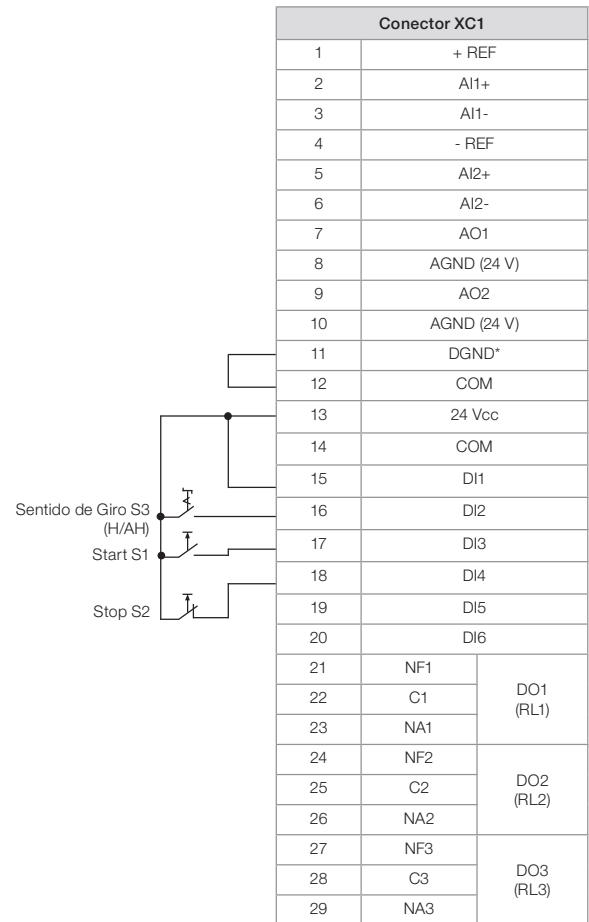 Conector XC1
1 + REF
2 AI1+
3 AI1-
4 - REF
5 AI2+
6 AI2-
7 AO1
8 AGND (24 V)
9 AO2
10 AGND (24 V)
11 DGND*
12 COM
13 24 Vcc
14 COM
15 DI1
Sentido de Giro S3
(H/AH)
16 DI2
Start S1
17 DI3
18 DI4
Stop S2
19 DI5
20 DI6
21 NF1
22 C1
23 NA1
DO1
(RL1)
24 NF2
25 C2
26 NA2
DO2
(RL2)
27 NF3
28 C3
29 NA3
DO3
(RL3)